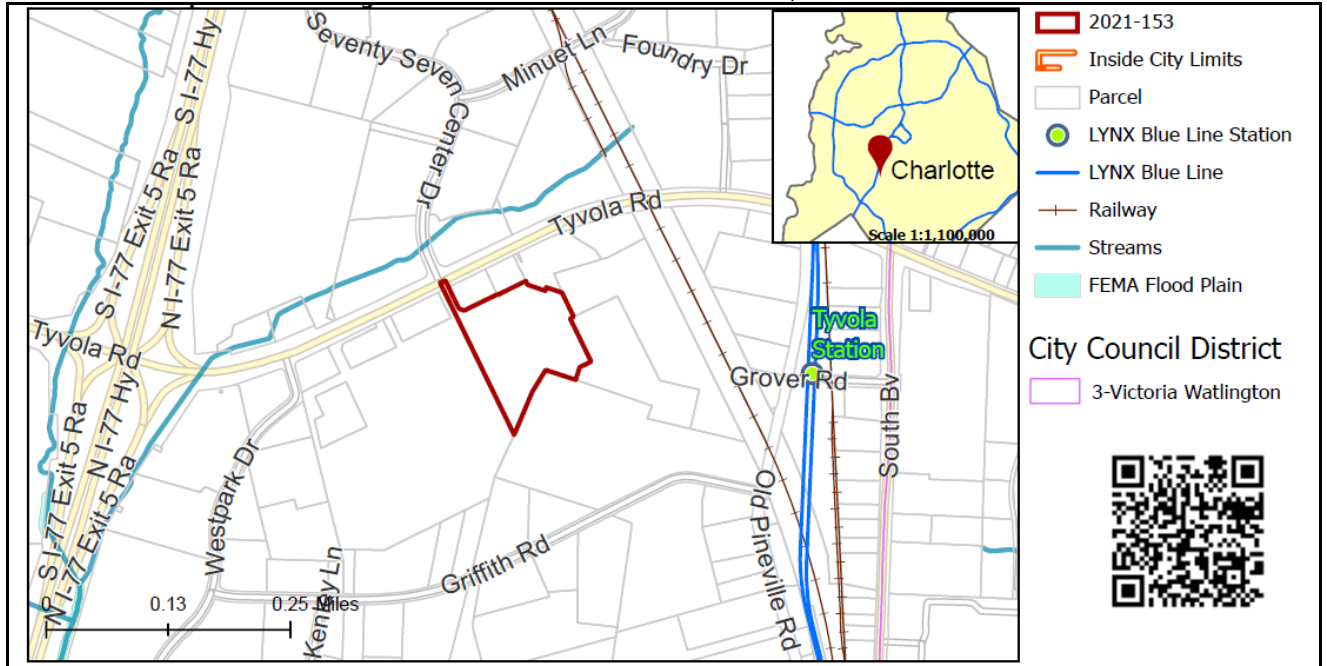 Seventy Seven
Center Dr
Minuet Ln
Foundry Dr
S I-77 Hy
S I-77 Exit 5 Ra
N I-77 Exit 5 Ra
Tyvola Rd
Charlotte
Scale 1:1,100,000
Tyvola Rd
Tyvola
Station
Grover Rd
South Bv
N I-77 Hy
S I-77 Exit 5 Ra
N I-77 Exit 5 Ra
Westpark Dr
Kenley Ln
Griffith Rd
Old Pineville Rd
0
0.13
0.25 Miles
2021-153
Inside City Limits
Parcel
LYNX Blue Line Station
LYNX Blue Line
Railway
Streams
FEMA Flood Plain
City Council District
3-Victoria Watlington